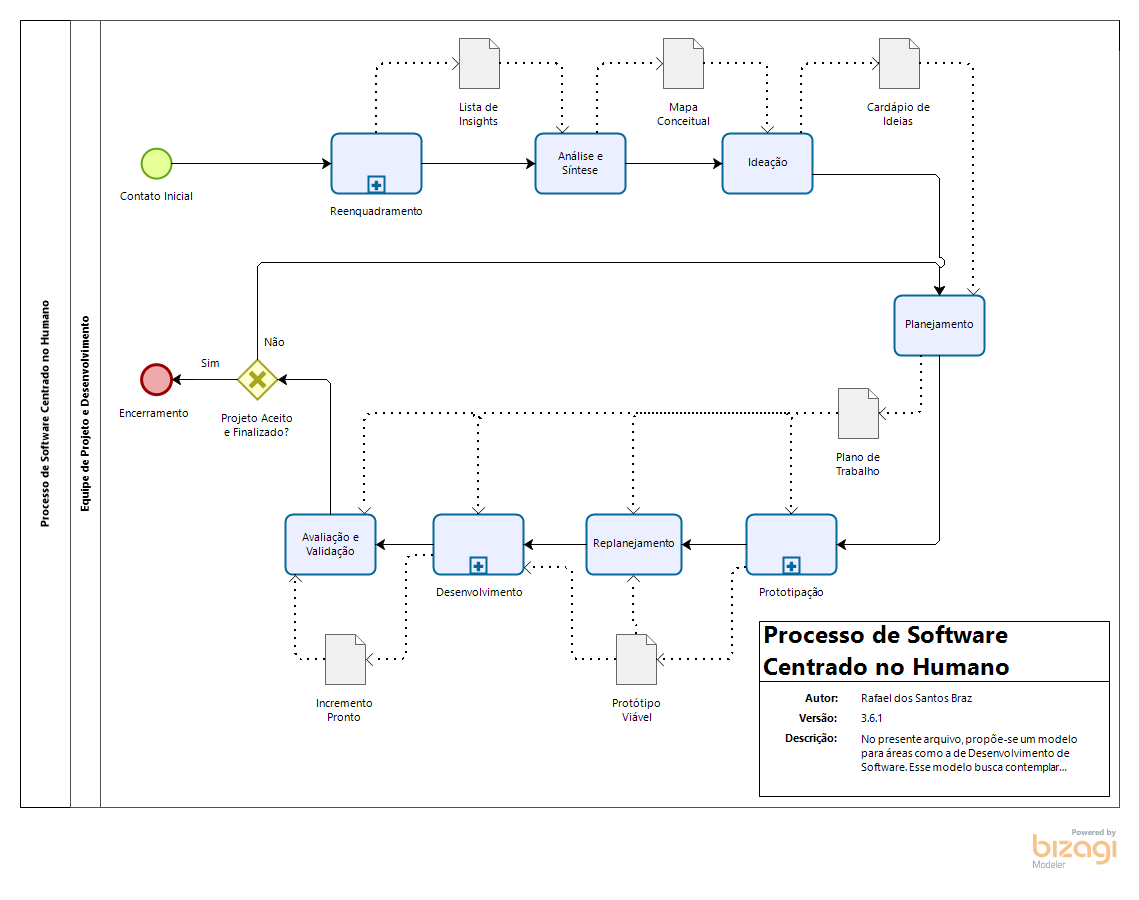 Processo de Software Centrado no Humano
Equipe de Projeto e Desenvolvimento
Lista de
Insights
Mapa
Conceitual
Cardápio de
Ideias
Contato Inicial
Reenquadramento
Análise e
Síntese
Ideação
Planejamento
Não
Sim
Encerramento
Projeto Aceito
e Finalizado?
Plano de
Trabalho
Avaliação e
Validação
Desenvolvimento
Replanejamento
Prototipação
Incremento
Pronto
Protótipo
Viável
Processo de Software
Centrado no Humano
Autor: Rafael dos Santos Braz
Versão: 3.6.1
Descrição: No presente arquivo, propõe-se um modelo
para áreas como a de Desenvolvimento de
Software. Esse modelo busca contemplar...
Powered by
bizagi
Modeler